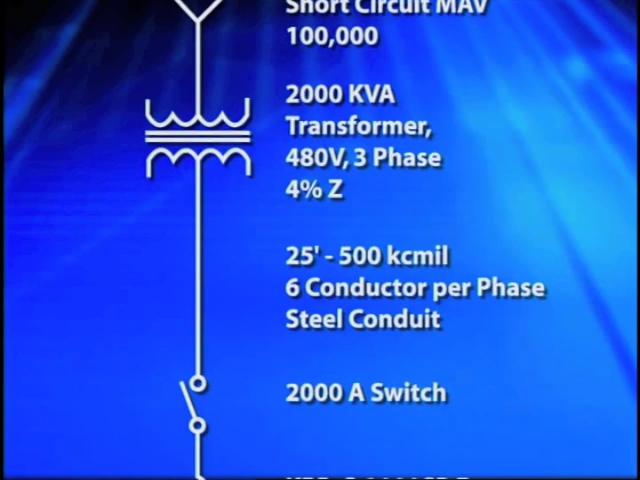 Short Circuit MAV
100,000
2000 KVA
Transformer,
480V, 3 Phase
4% Z
25' - 500 kcmil
6 Conductor per Phase
Steel Conduit
2000 A Switch